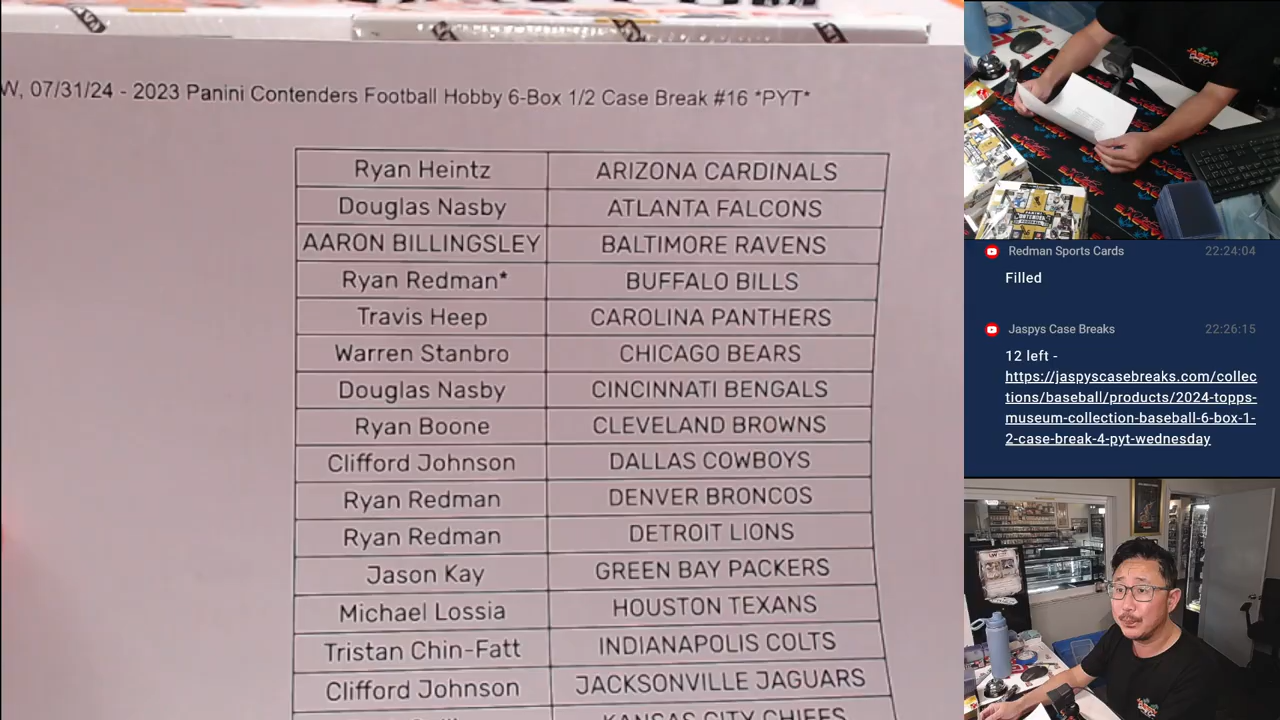 W, 07/31/24 - 2023 Panini Contenders Football Hobby 6-Box 1/2 Case Break #16 *PYT*
Ryan Heintz ARIZONA CARDINALS
Douglas Nasby ATLANTA FALCONS
AARON BILLINGSLEY BALTIMORE RAVENS
Ryan Redman* BUFFALO BILLS
Travis Heep CAROLINA PANTHERS
Warren Stanbro CHICAGO BEARS
Douglas Nasby CINCINNATI BENGALS
Ryan Boone CLEVELAND BROWNS
Clifford Johnson DALLAS COWBOYS
Ryan Redman DENVER BRONCOS
Ryan Redman DETROIT LIONS
Jason Kay GREEN BAY PACKERS
Michael Lossia HOUSTON TEXANS
Tristan Chin-Fatt INDIANAPOLIS COLTS
Clifford Johnson JACKSONVILLE JAGUARS
KANSAS CITY CHIEFS
Redman Sports Cards 22:24:04
Filled
Jaspys Case Breaks 22:26:15
12 left -
https://jaspyscasebreaks.com/collec
tions/baseball/products/2024-topps-
museum-collection-baseball-6-box-1-
2-case-break-4-pyt-wednesday